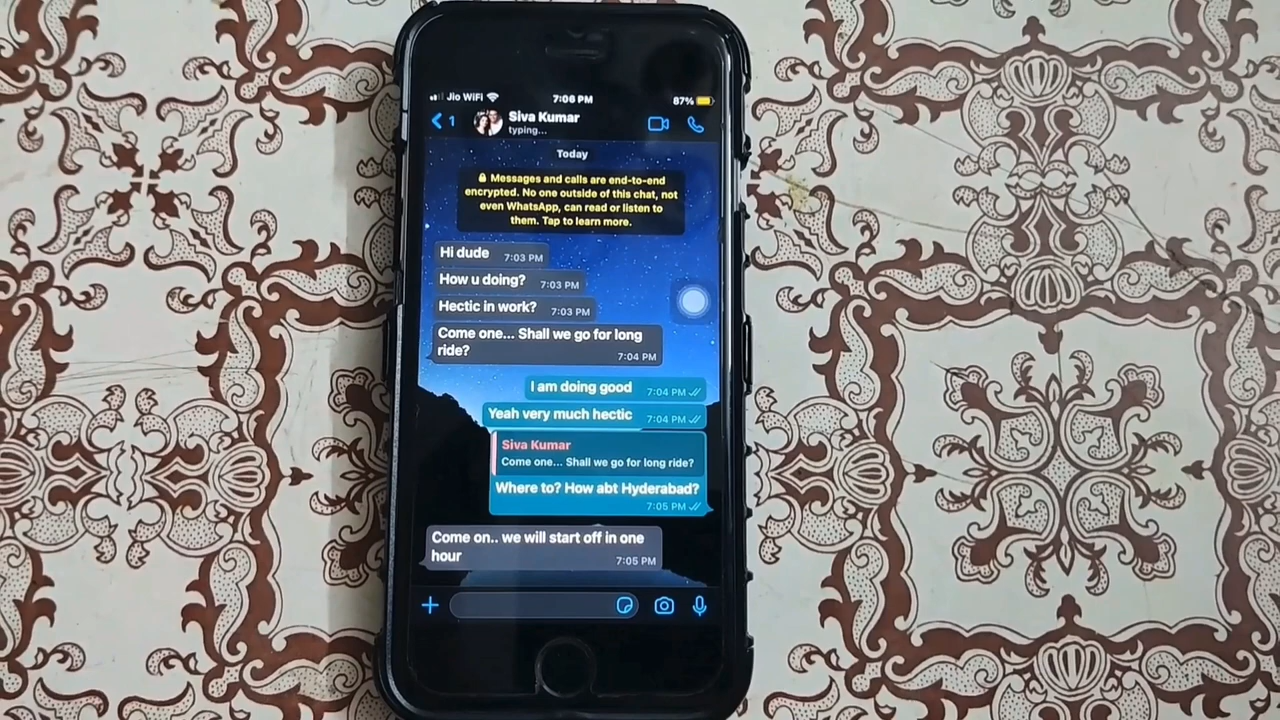 Jio WiFi 7:06 PM 87%
1 Siva Kumar
typing...
Today
Messages and calls are end-to-end
encrypted. No one outside of this chat, not
even WhatsApp, can read or listen to
them. Tap to learn more.
Hi dude 7:03 PM
How u doing? 7:03 PM
Hectic in work? 7:03 PM
Come one... Shall we go for long
ride? 7:04 PM
I am doing good 7:04 PM
Yeah very much hectic 7:04 PM
Siva Kumar
Come one... Shall we go for long ride?
Where to? How abt Hyderabad?
7:05 PM
Come on.. we will start off in one
hour 7:05 PM